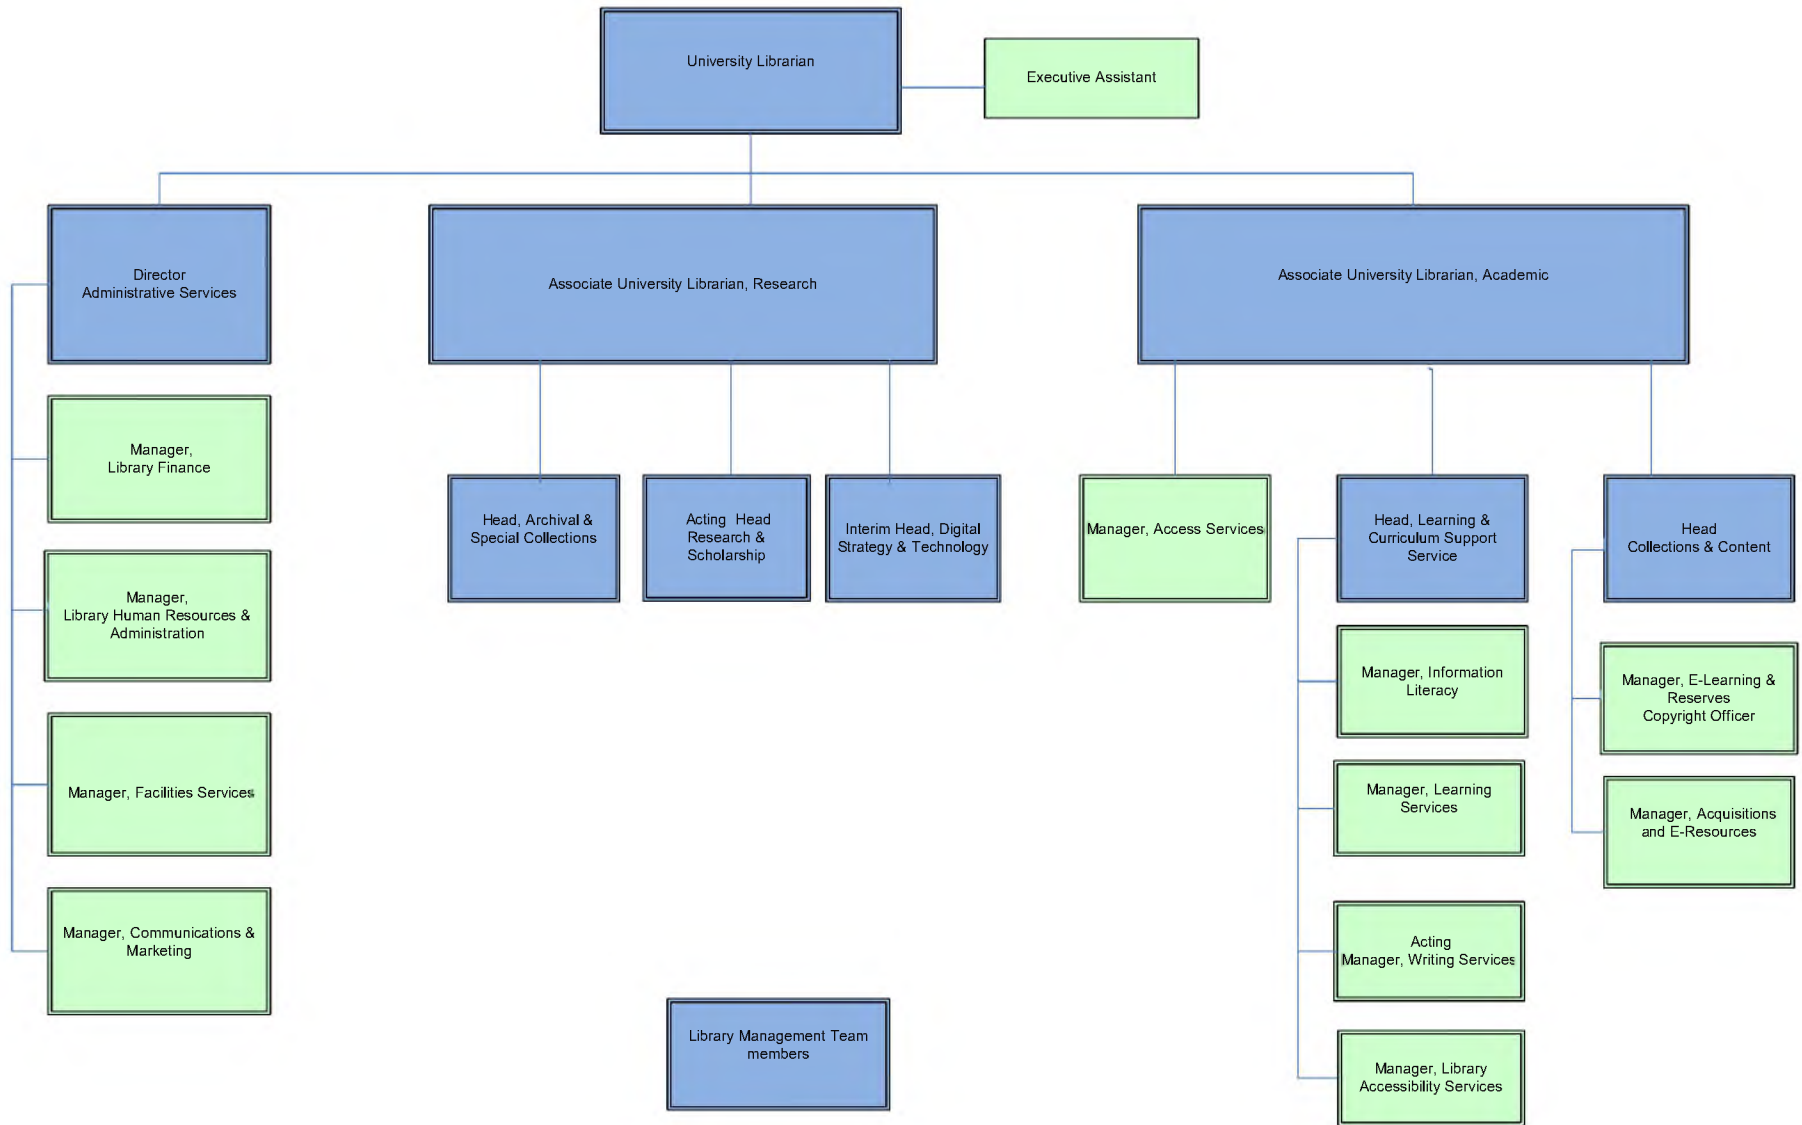 University Librarian
Executive Assistant
Director
Administrative Services
Associate University Librarian, Research
Associate University Librarian, Academic
Manager,
Library Finance
Manager,
Library Human Resources &
Administration
Manager, Facilities Services
Manager, Communications &
Marketing
Head, Archival &
Special Collections
Acting Head
Research &
Scholarship
Interim Head, Digital
Strategy & Technology
Manager, Access Services
Head, Learning &
Curriculum Support
Service
Head
Collections & Content
Manager, Information
Literacy
Manager, Learning
Services
Acting
Manager, Writing Services
Manager, Library
Accessibility Services
Manager, E-Learning &
Reserves
Copyright Officer
Manager, Acquisitions
and E-Resources
Library Management Team
members